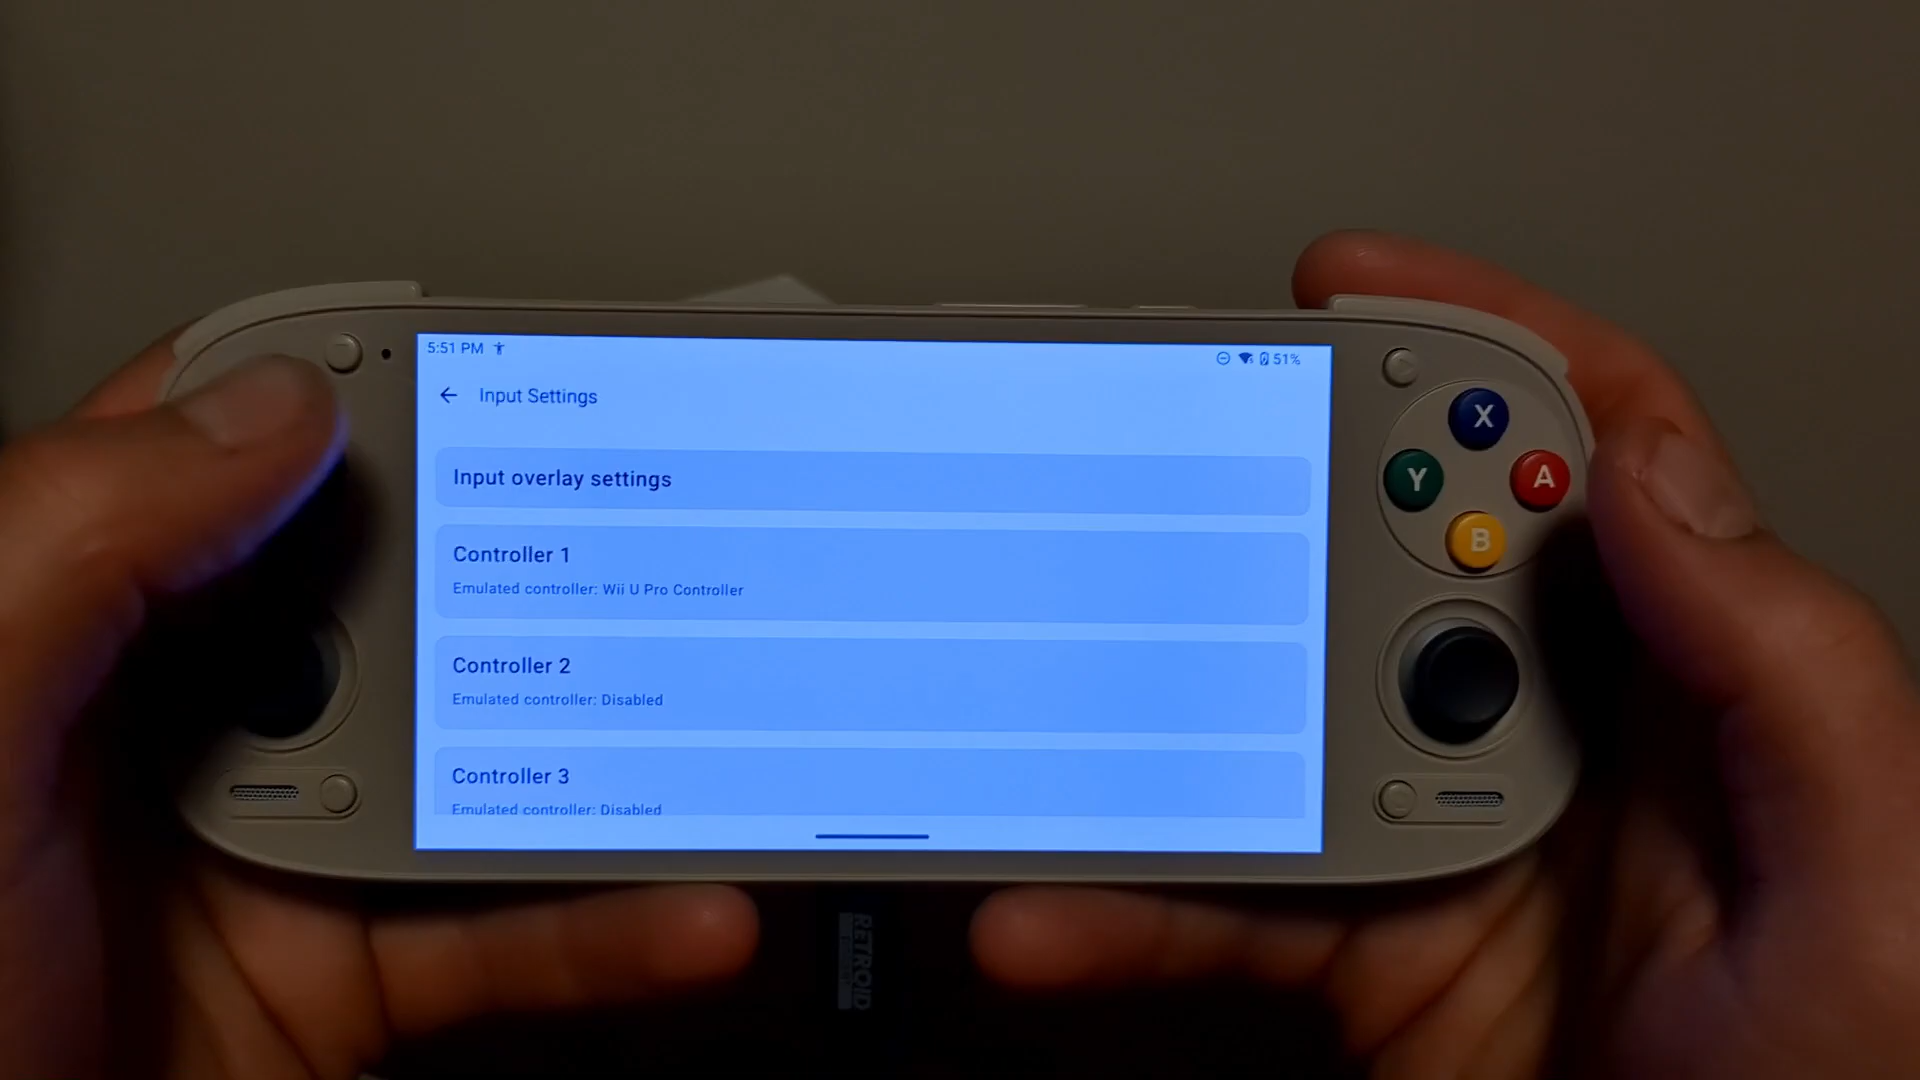 5:51 PM
51%
Input Settings
Input overlay settings
Controller 1
Emulated controller: Wii U Pro Controller
Controller 2
Emulated controller: Disabled
Controller 3
Emulated controller: Disabled
X
Y
A
B
RETROID